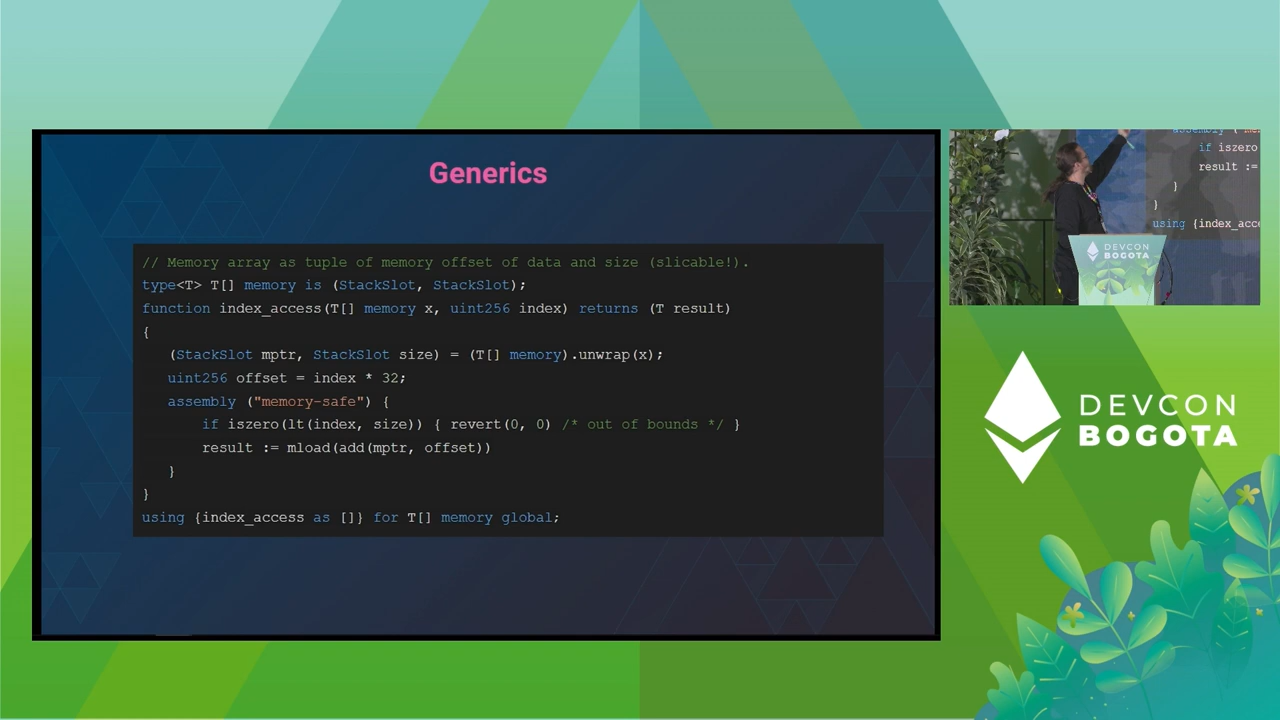 Generics
// Memory array as tuple of memory offset of data and size (slicable!).
type<T> T[] memory is (StackSlot, StackSlot);
function index_access(T[] memory x, uint256 index) returns (T result)
{
(StackSlot mptr, StackSlot size) = (T[] memory).unwrap(x);
uint256 offset = index * 32;
assembly ("memory-safe") {
if iszero(lt(index, size)) { revert(0, 0) /* out of bounds */ }
result := mload(add(mptr, offset))
}
}
using {index_access as []} for T[] memory global;
if iszero
result :=
}
}
using {index_acc
DEVCON
BOGOTA
DEVCON
BOGOTA